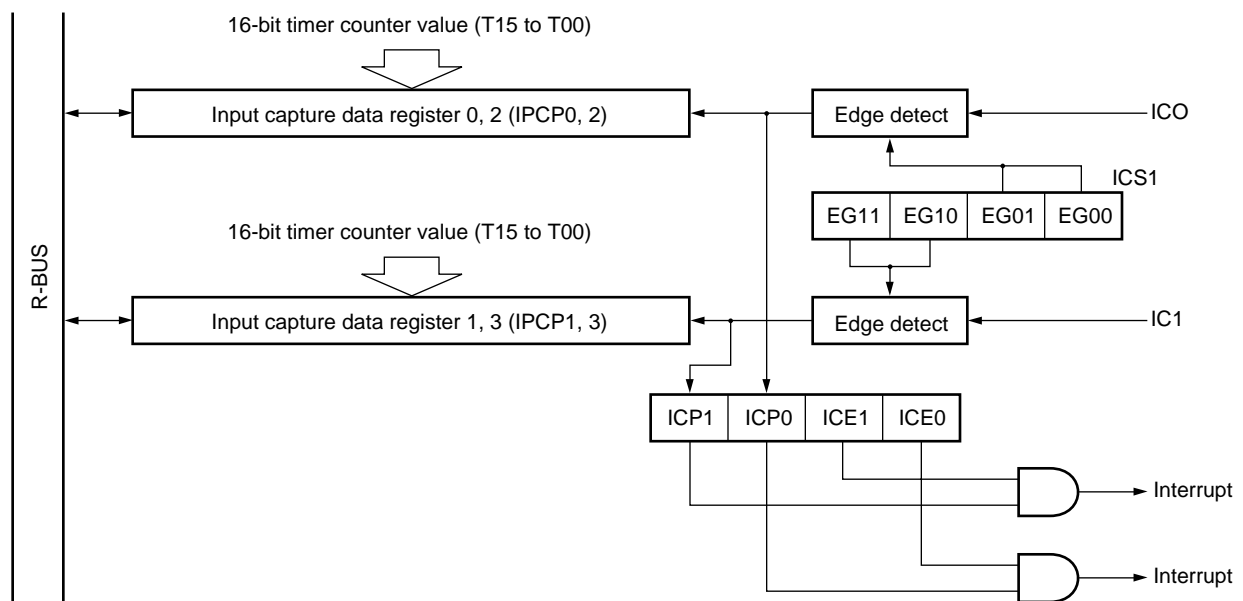 16-bit timer counter value (T15 to T00)
Input capture data register 0, 2 (IPCP0, 2)
Edge detect
ICO
ICS1
EG11 EG10 EG01 EG00
16-bit timer counter value (T15 to T00)
R-BUS
Input capture data register 1, 3 (IPCP1, 3)
Edge detect
IC1
ICP1 ICP0 ICE1 ICE0
Interrupt
Interrupt